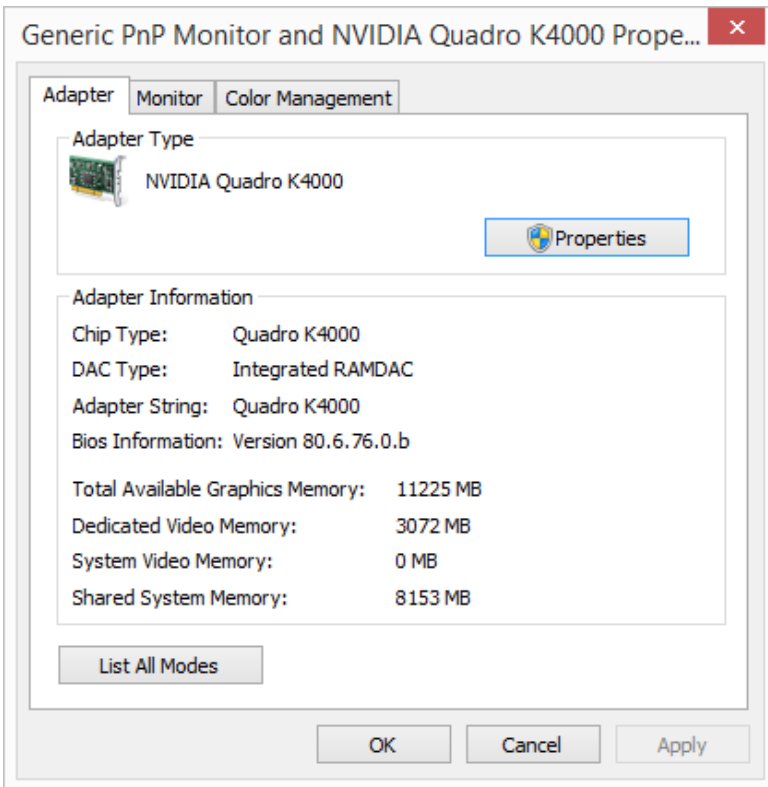 Generic PnP Monitor and NVIDIA Quadro K4000 Prope...
Adapter Monitor Color Management
Adapter Type
NVIDIA Quadro K4000
Properties
Adapter Information
Chip Type: Quadro K4000
DAC Type: Integrated RAMDAC
Adapter String: Quadro K4000
Bios Information: Version 80.6.76.0.b
Total Available Graphics Memory: 11225 MB
Dedicated Video Memory: 3072 MB
System Video Memory: 0 MB
Shared System Memory: 8153 MB
List All Modes
OK Cancel Apply